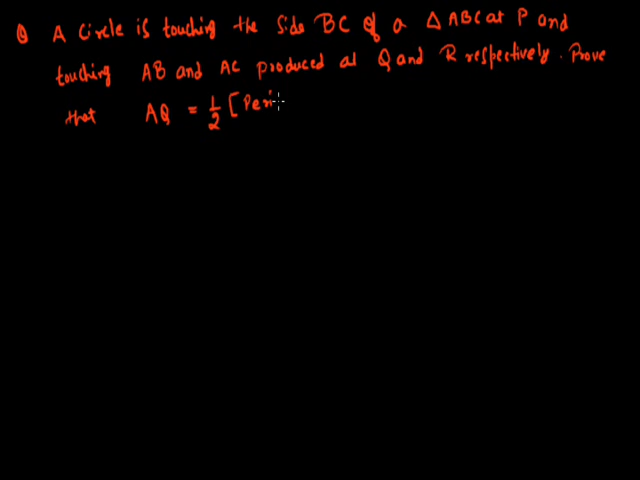 Q A Circle is touching the Side BC Of a Δ ABC at P and
touching AB and AC produced at Q and R respectively. Prove
that AQ = 1/2 [Peri